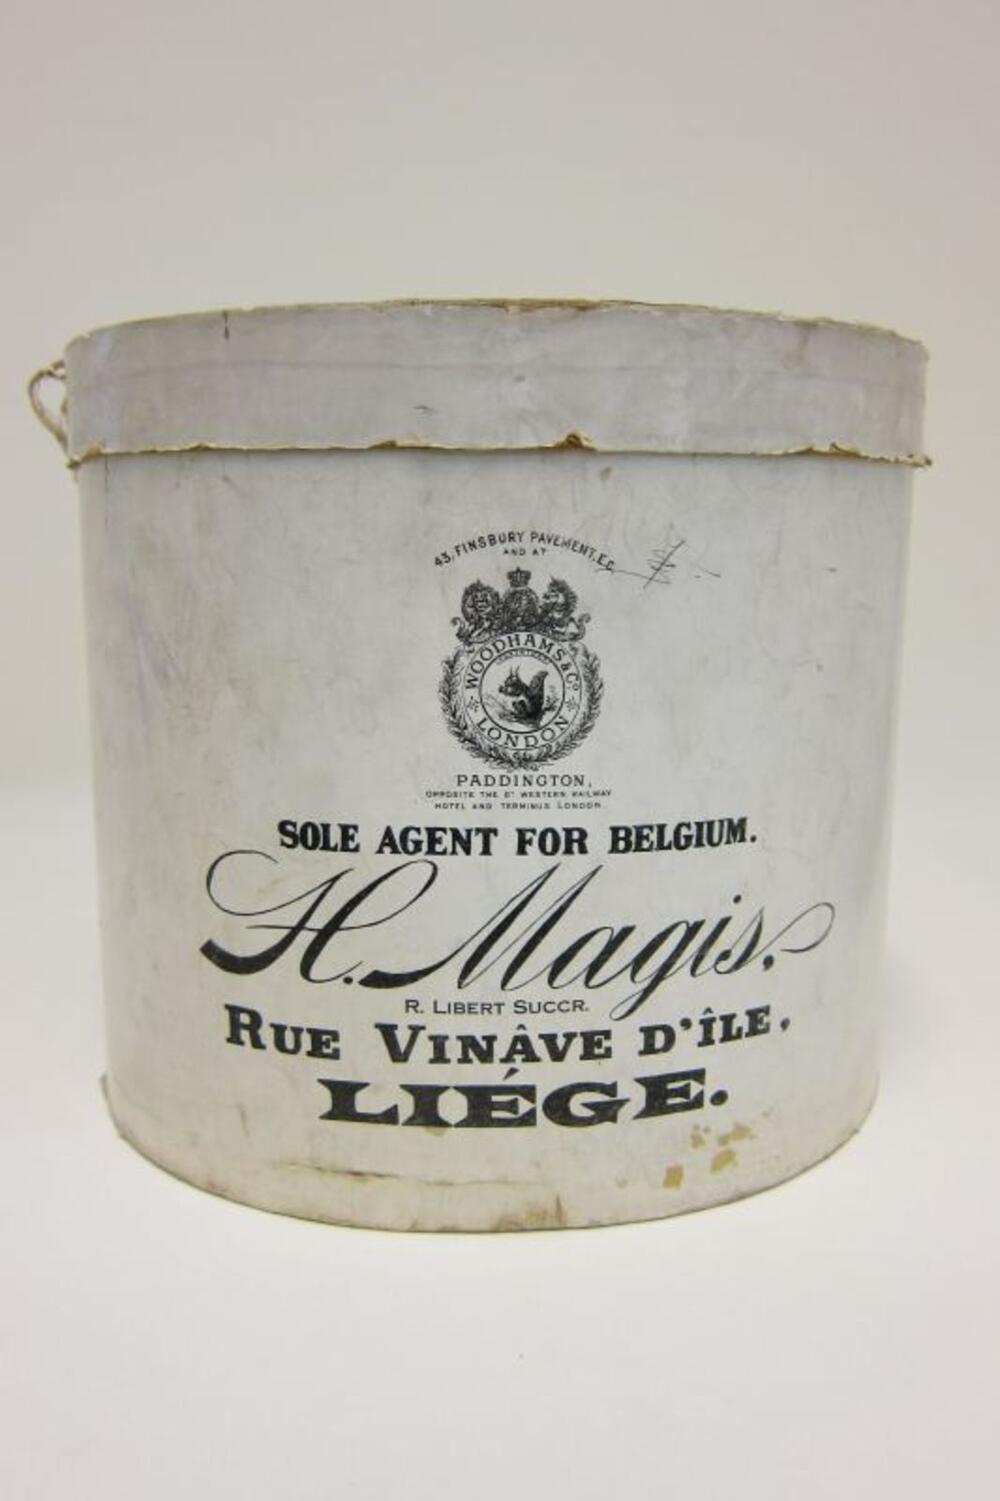 43, FINSBURY PAVEMENT, EC
AND AT
WOODHAMS & Co
LONDON
PADDINGTON,
OPPOSITE THE Gt WESTERN RAILWAY
HOTEL AND TERMINUS LONDON.
SOLE AGENT FOR BELGIUM.
H. Magis,
R. LIBERT SUCCR.
RUE VINÂVE D'ÎLE,
LIÉGE.